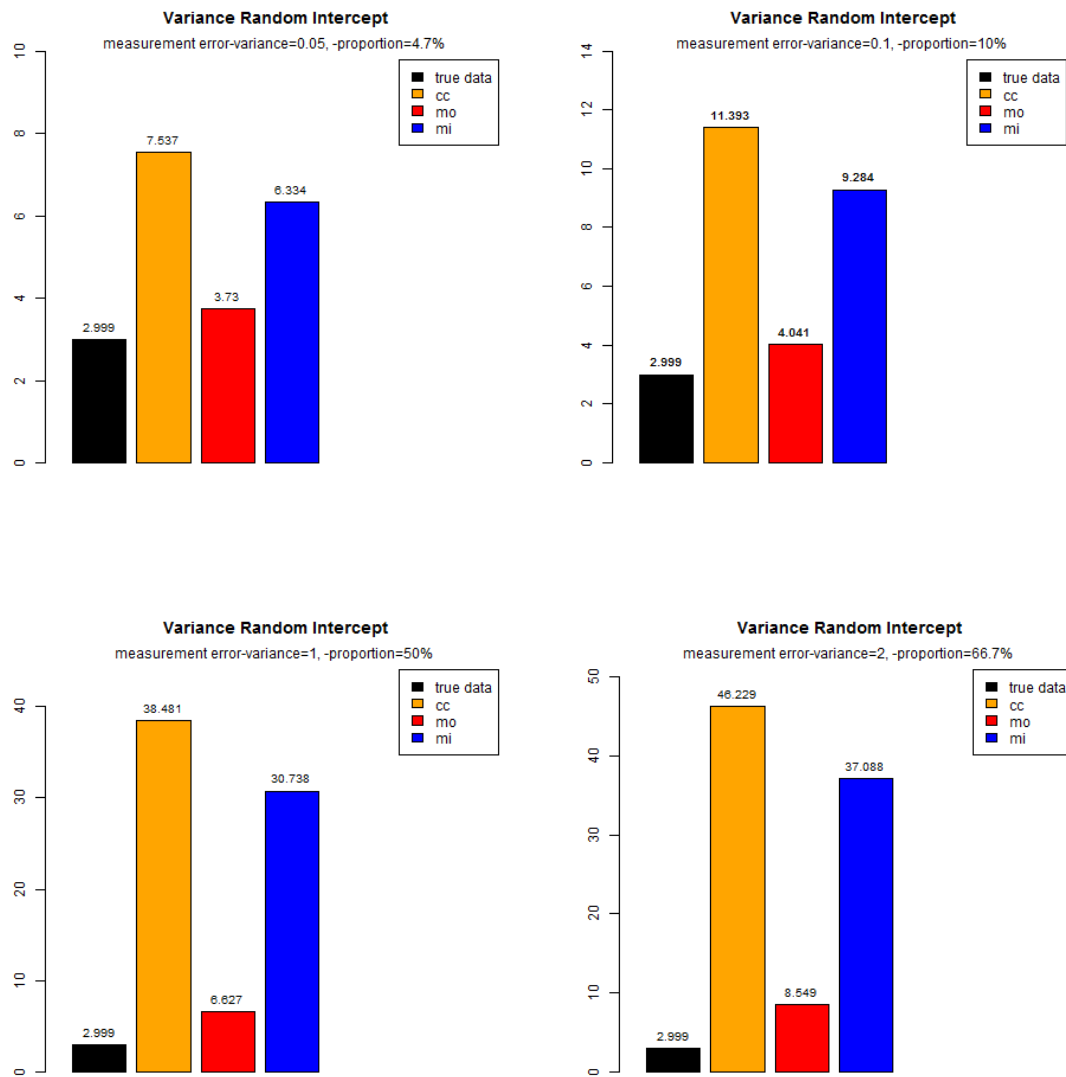 Variance Random Intercept
measurement error-variance=0.05, -proportion=4.7%
10
8
6
4
2
0
true data
cc
mo
mi
2.999
7.537
3.73
6.334
Variance Random Intercept
measurement error-variance=0.1, -proportion=10%
14
12
10
8
6
4
2
0
true data
cc
mo
mi
2.999
11.393
4.041
9.284
Variance Random Intercept
measurement error-variance=1, -proportion=50%
40
30
20
10
0
true data
cc
mo
mi
2.999
38.481
6.627
30.738
Variance Random Intercept
measurement error-variance=2, -proportion=66.7%
50
40
30
20
10
0
true data
cc
mo
mi
2.999
46.229
8.549
37.088